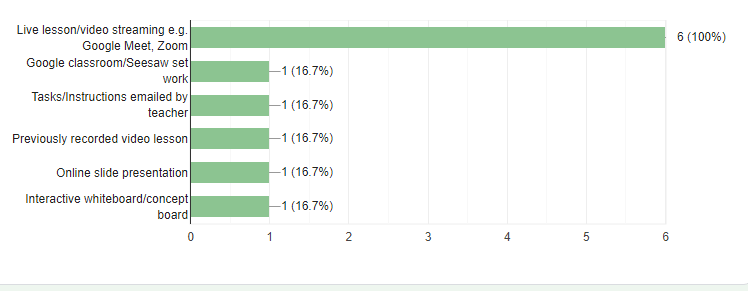 Live lesson/video streaming e.g.
Google Meet, Zoom
6 (100%)
Google classroom/Seesaw set
work
1 (16.7%)
Tasks/Instructions emailed by
teacher
1 (16.7%)
Previously recorded video lesson
1 (16.7%)
Online slide presentation
1 (16.7%)
Interactive whiteboard/concept
board
1 (16.7%)
0 1 2 3 4 5 6